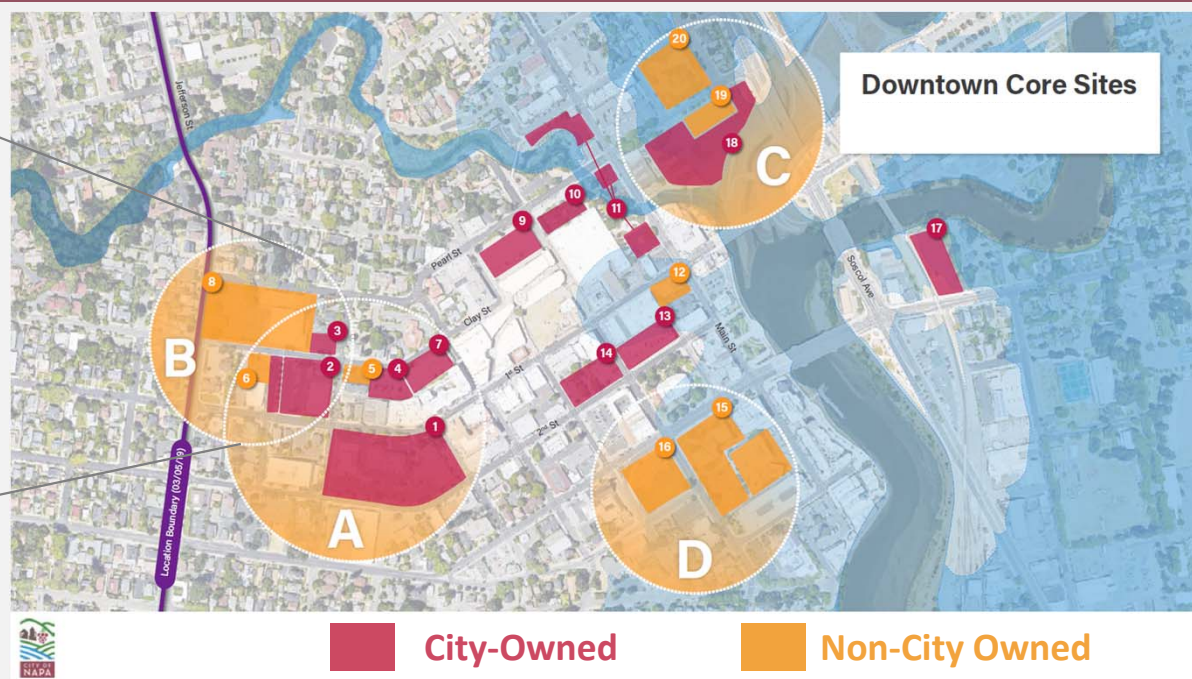 Downtown Core Sites
Jefferson St
Location Boundary (03/05/19)
Pearl St
Clay St
1st St
2nd St
Main St
Soscol Ave
20
19
18
C
17
10
9
11
12
13
14
8
B
3
7
2
5
4
6
1
A
15
16
D
CITY OF
NAPA
City-Owned
Non-City Owned